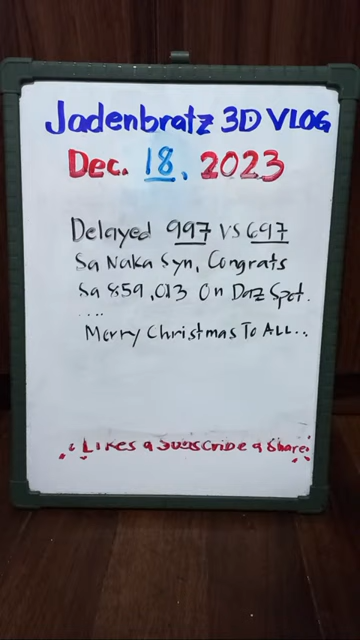 Jadenbratz 3D VLOG
Dec. 18, 2023
Delayed 997 VS 697
Sa Naka Syn, Congrats
Sa 859, 013 On Daz Spot.
....
Merry Christmas To ALL...
Likes & Subscribe & Share